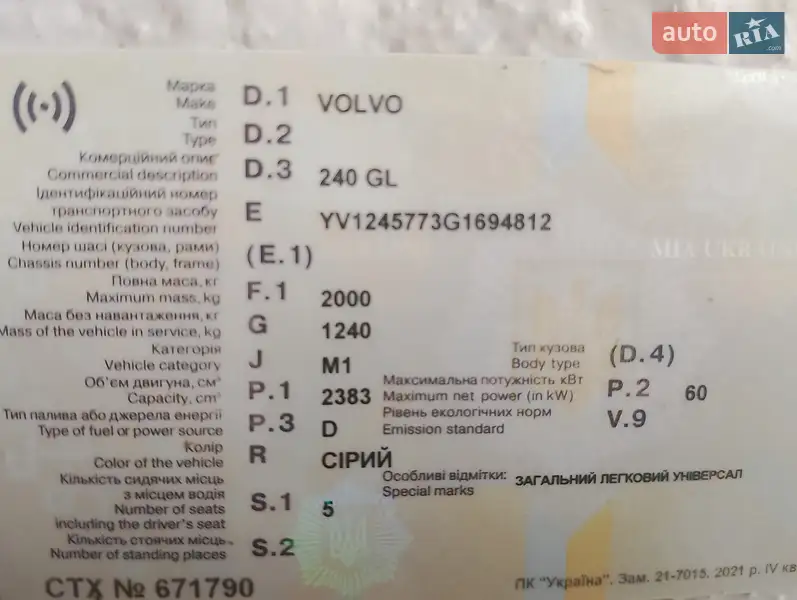 auto RIA .com
Марка
Make D.1 VOLVO
Тип
Type D.2
Комерційний опис
Commercial description D.3 240 GL
Ідентифікаційний номер
транспортного засобу
Vehicle identification number E YV1245773G1694812
Номер шасі (кузова, рами)
Chassis number (body, frame) (E.1)
Повна маса, кг
Maximum mass, kg F.1 2000
Маса без навантаження, кг
Mass of the vehicle in service, kg G 1240
Категорія
Vehicle category J M1
Тип кузова
Body type (D.4)
Об'єм двигуна, см³
Capacity, cm³ P.1 2383
Максимальна потужність кВт
Maximum net power (in kW) P.2 60
Тип палива або джерела енергії
Type of fuel or power source P.3 D
Рівень екологічних норм
Emission standard V.9
Колір
Color of the vehicle R СІРИЙ
Особливі відмітки: ЗАГАЛЬНИЙ ЛЕГКОВИЙ УНІВЕРСАЛ
Special marks
Кількість сидячих місць
з місцем водія
Number of seats
including the driver's seat S.1 5
Кількість стоячих місць
Number of standing places S.2
СТХ № 671790
ПК "Україна". Зам. 21-7015. 2021 р. IV кв
MIA UKRAIN